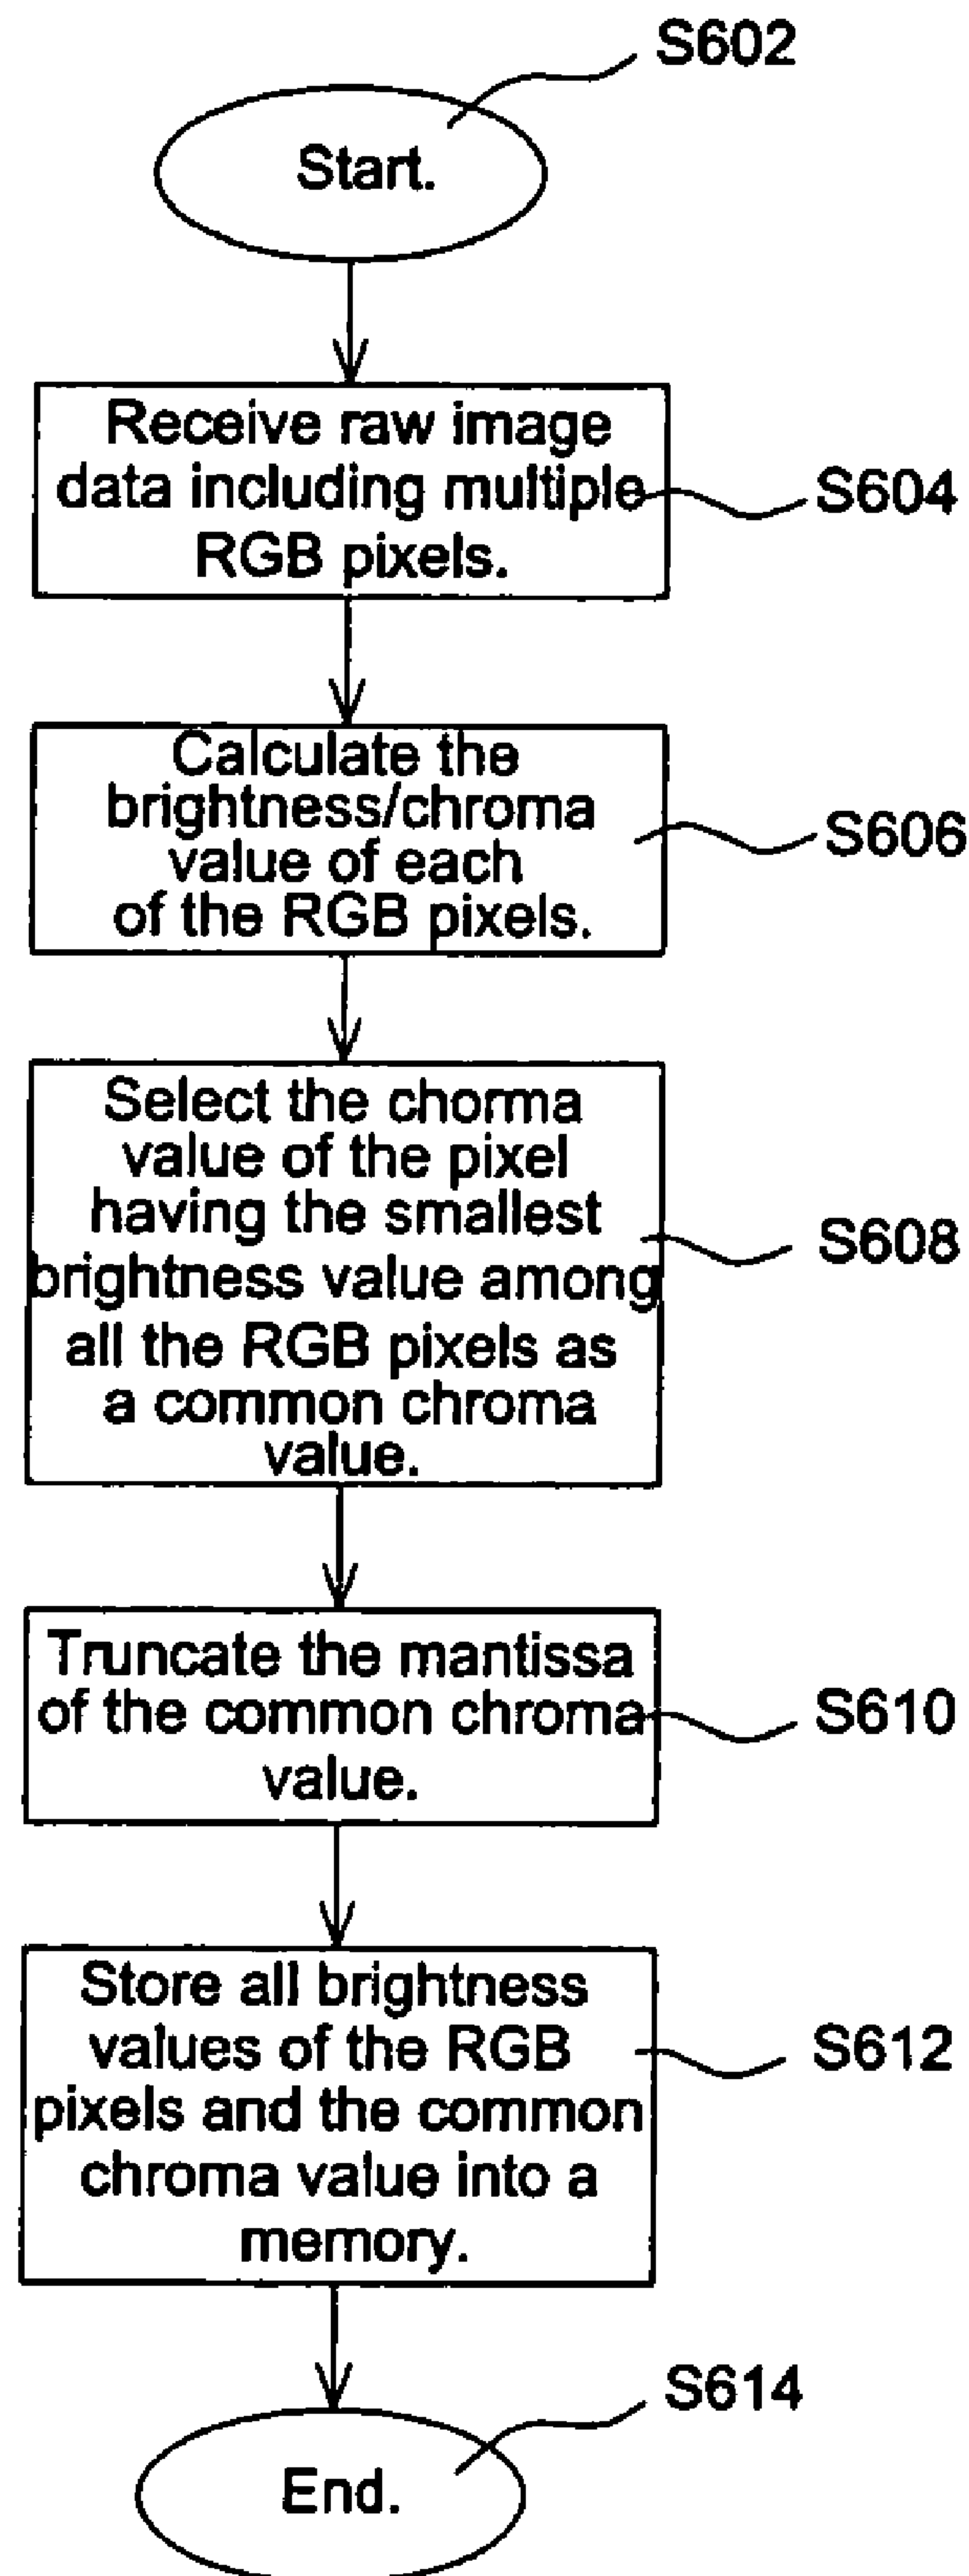 S602
Start.
Receive raw image
data including multiple
RGB pixels.
S604
Calculate the
brightness/chroma
value of each
of the RGB pixels.
S606
Select the chorma
value of the pixel
having the smallest
brightness value among
all the RGB pixels as
a common chroma
value.
S608
Truncate the mantissa
of the common chroma
value.
S610
Store all brightness
values of the RGB
pixels and the common
chroma value into a
memory.
S612
S614
End.